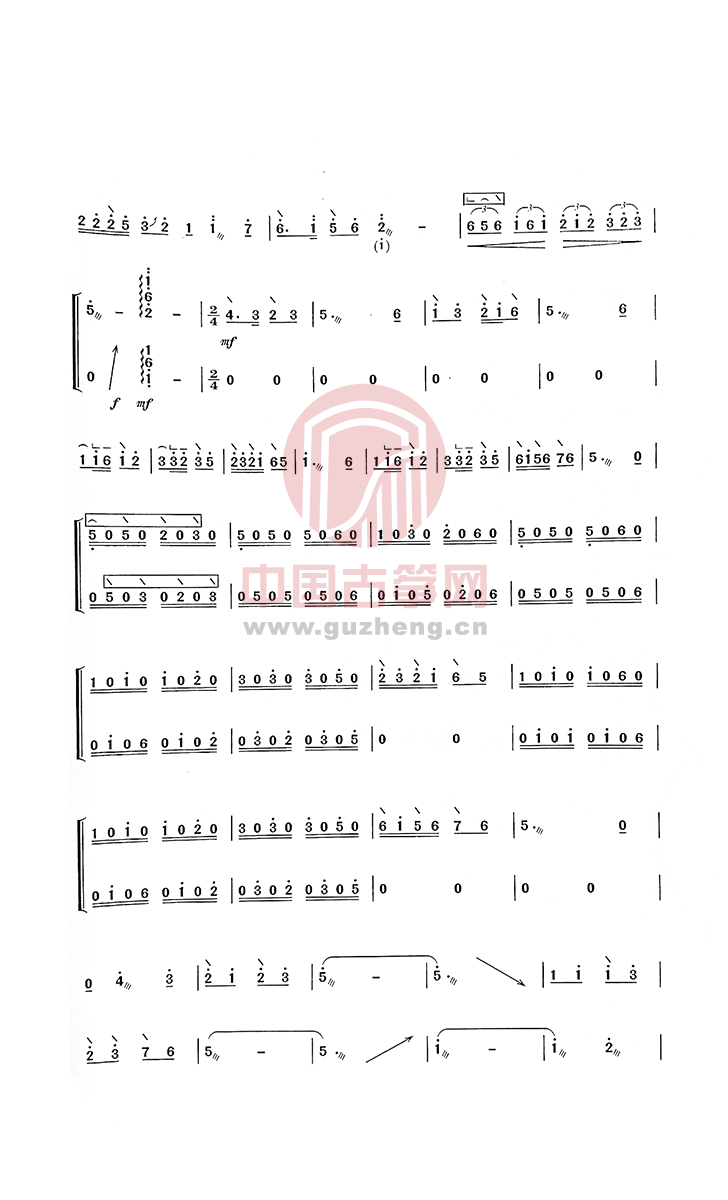 2 2̇ 2̇ 5̇ 3̇ 2̇ 1 i /// 7̇ | 6̇. i 5̇ 6̇ 2̇ /// – | 6 5 6 i 6 i 2̇ i 2̇ 3̇ 2̇ 3̇ |
(i) 3 3 3 3
5̇ /// – i 6̇ 2̇ – | 2/4 4. 3 2 3 | 5· /// 6 | i 3̇ 2̇ i 6 | 5· /// 6̇ |
mf
0 1 6 i – | 2/4 0 0 | 0 0 | 0 0 | 0 0 |
f mf
1 i 6 i 2̇ | 3 3̇ 2̇ 3̇ 5̇ | 2̇ 3̇ 2̇ i 6 5 | i· /// 6 | 1 i 6 i 2̇ | 3 3̇ 2̇ 3̇ 5̇ | 6 i 5 6 7 6 | 5· /// 0 |
5̣ 0 5 0 2 0 3 0 | 5̣ 0 5 0 5 0 6 0 | 1 0 3̇ 0 2̇ 0 6 0 | 5̣ 0 5 0 5 0 6 0 |
0 5 0 3 0 2 0 3 | 0 5 0 5 0 5 0 6 | 0 i 0 5̇ 0 2̇ 0 6 | 0 5 0 5 0 5 0 6 |
中国古筝网
www.guzheng.cn
1 0 i 0 i 0 2̇ 0 | 3 0 3̇ 0 3̇ 0 5̇ 0 | 2̇ 3̇ 2̇ i 6 5 | 1 0 i 0 i 0 6 0 |
0 i 0 6 0 i 0 2̇ | 0 3̇ 0 2̇ 0 3̇ 0 5̇ | 0 0 | 0 i 0 i 0 i 0 6 |
1 0 i 0 i 0 2̇ 0 | 3 0 3̇ 0 3̇ 0 5̇ 0 | 6 i 5 6 7 6 | 5· /// 0 |
0 i 0 6 0 i 0 2̇ | 0 3̇ 0 2̇ 0 3̇ 0 5̇ | 0 0 | 0 0 |
0 4̇ /// 3̇ | 2̇ i 2̇ 3̇ | 5̇ /// – | 5̇· /// | 1 i i 3̇ |
2̇ 3̇ 7 6 | 5 /// – | 5· /// | i /// – | i /// 2̇ /// |